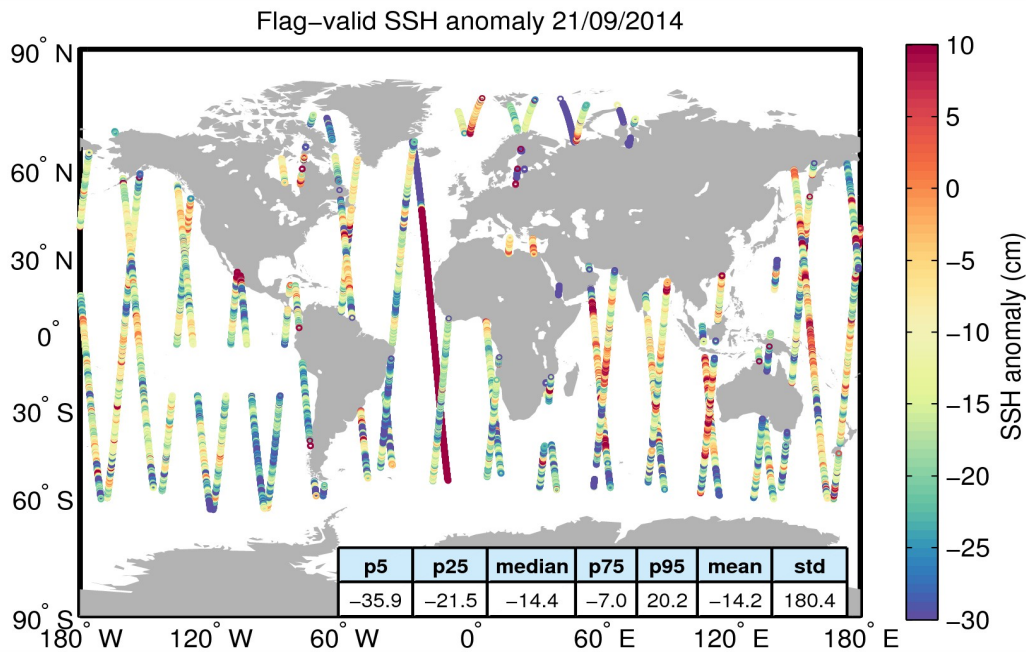 Flag−valid SSH anomaly 21/09/2014
90° N
60° N
30° N
0°
30° S
60° S
90° S
180° W
120° W
60° W
0°
60° E
120° E
180° E
p5 p25 median p75 p95 mean std
−35.9 −21.5 −14.4 −7.0 20.2 −14.2 180.4
10
5
0
−5
−10
−15
−20
−25
−30
SSH anomaly (cm)